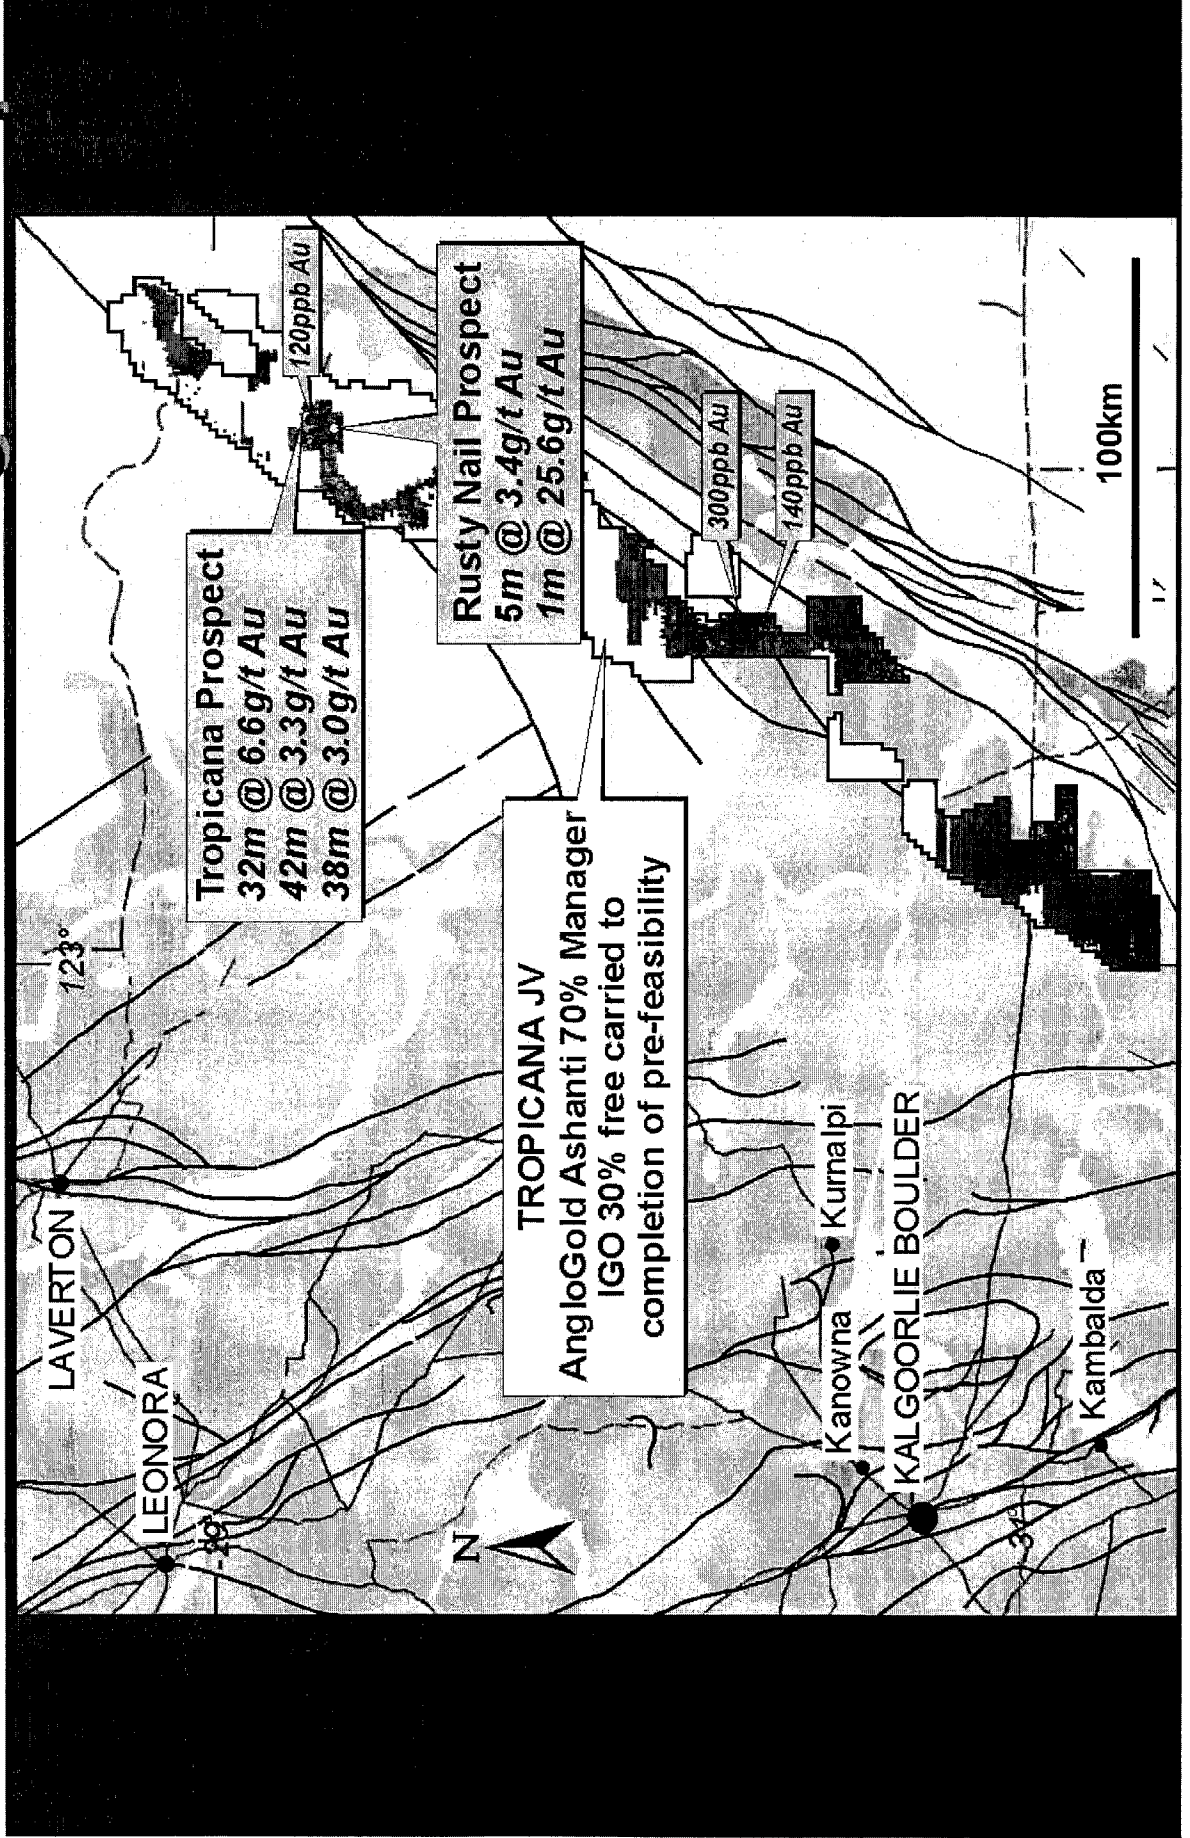 LAVERTON
LEONORA
123°
29°
Tropicana Prospect
32m @ 6.6g/t Au
42m @ 3.3g/t Au
38m @ 3.0g/t Au
120ppb Au
Rusty Nail Prospect
5m @ 3.4g/t Au
1m @ 25.6g/t Au
TROPICANA JV
AngloGold Ashanti 70% Manager
IGO 30% free carried to
completion of pre-feasibility
300ppb Au
140ppb Au
N
Kurnalpi
Kanowna
KALGOORLIE BOULDER
31°
Kambalda
100km